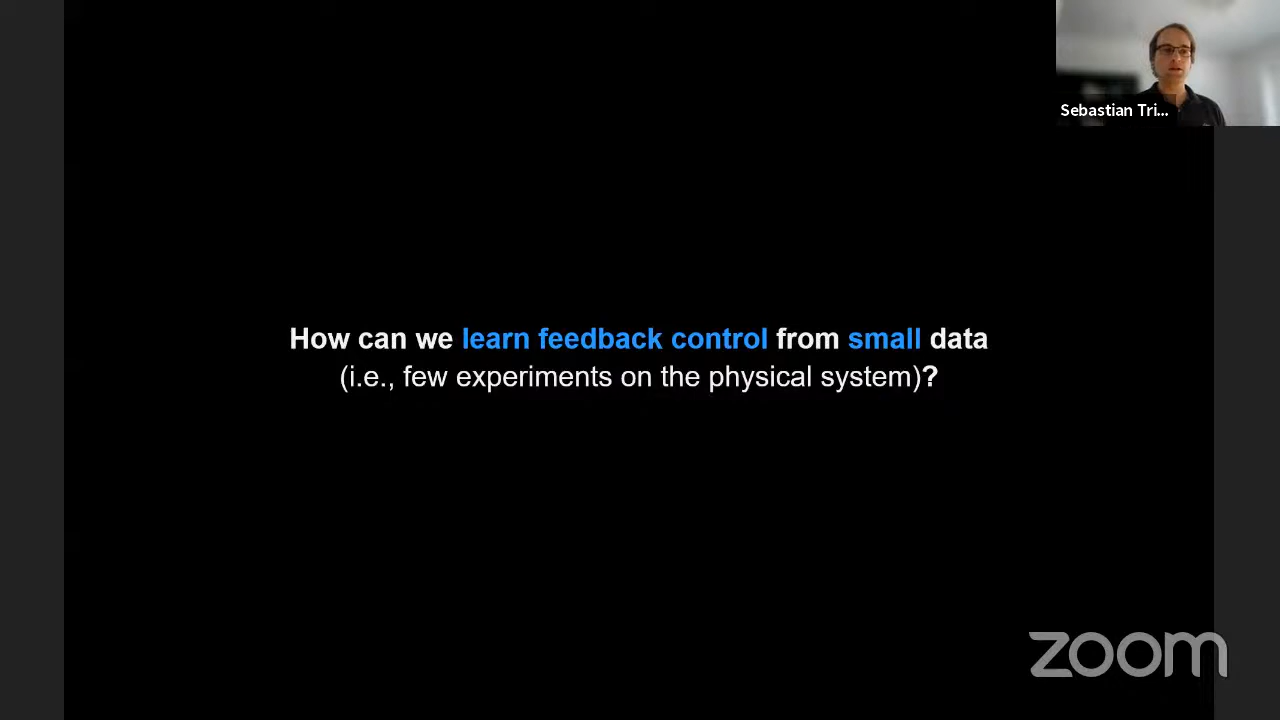 Sebastian Tri...
How can we learn feedback control from small data
(i.e., few experiments on the physical system)?
zoom